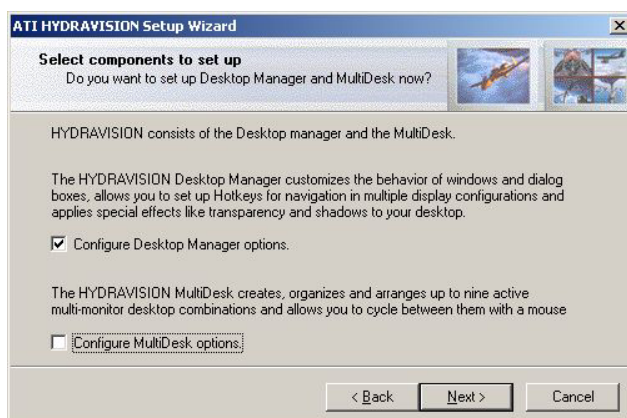 ATI HYDRAVISION Setup Wizard
Select components to set up
Do you want to set up Desktop Manager and MultiDesk now?
HYDRAVISION consists of the Desktop manager and the MultiDesk.
The HYDRAVISION Desktop Manager customizes the behavior of windows and dialog
boxes, allows you to set up Hotkeys for navigation in multiple display configurations and
applies special effects like transparency and shadows to your desktop.
Configure Desktop Manager options.
The HYDRAVISION MultiDesk creates, organizes and arranges up to nine active
multi-monitor desktop combinations and allows you to cycle between them with a mouse
Configure MultiDesk options.
< Back Next > Cancel